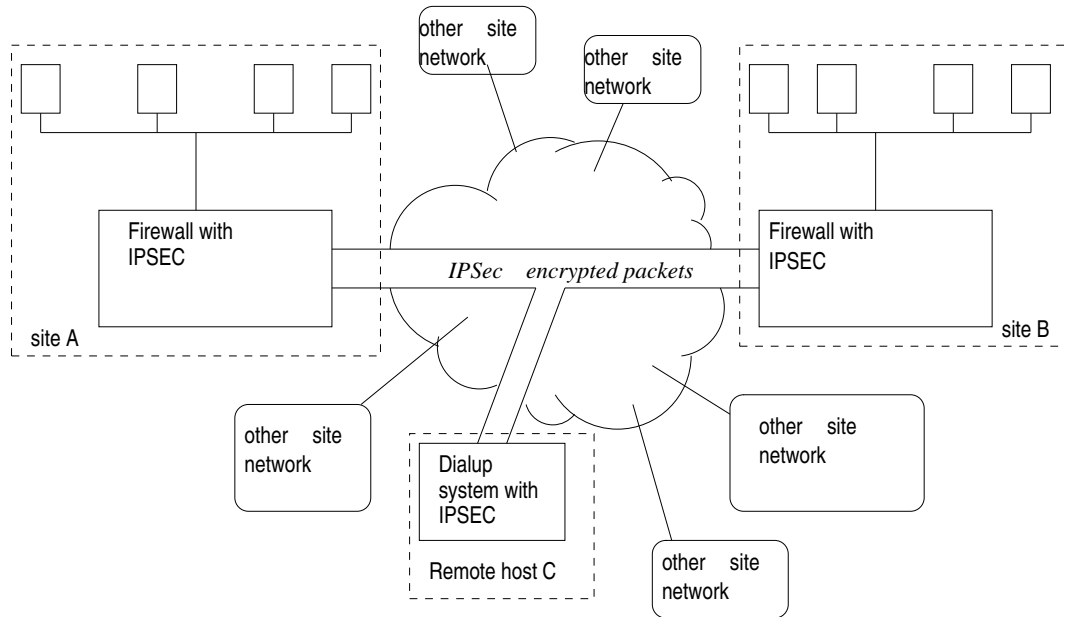 other site
network
other site
network
Firewall with
IPSEC
Firewall with
IPSEC
IPSec encrypted packets
site A
site B
other site
network
other site
network
Dialup
system with
IPSEC
Remote host C
other site
network